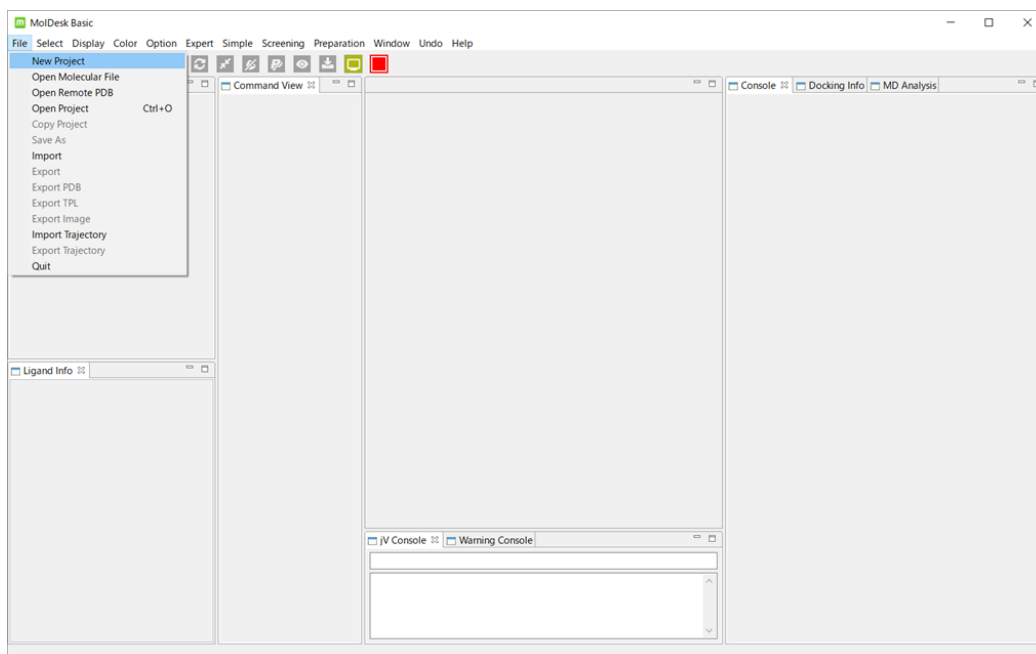 MolDesk Basic
File Select Display Color Option Expert Simple Screening Preparation Window Undo Help
New Project
Open Molecular File
Open Remote PDB
Open Project Ctrl+O
Copy Project
Save As
Import
Export
Export PDB
Export TPL
Export Image
Import Trajectory
Export Trajectory
Quit
Command View
Console Docking Info MD Analysis
Ligand Info
jV Console Warning Console